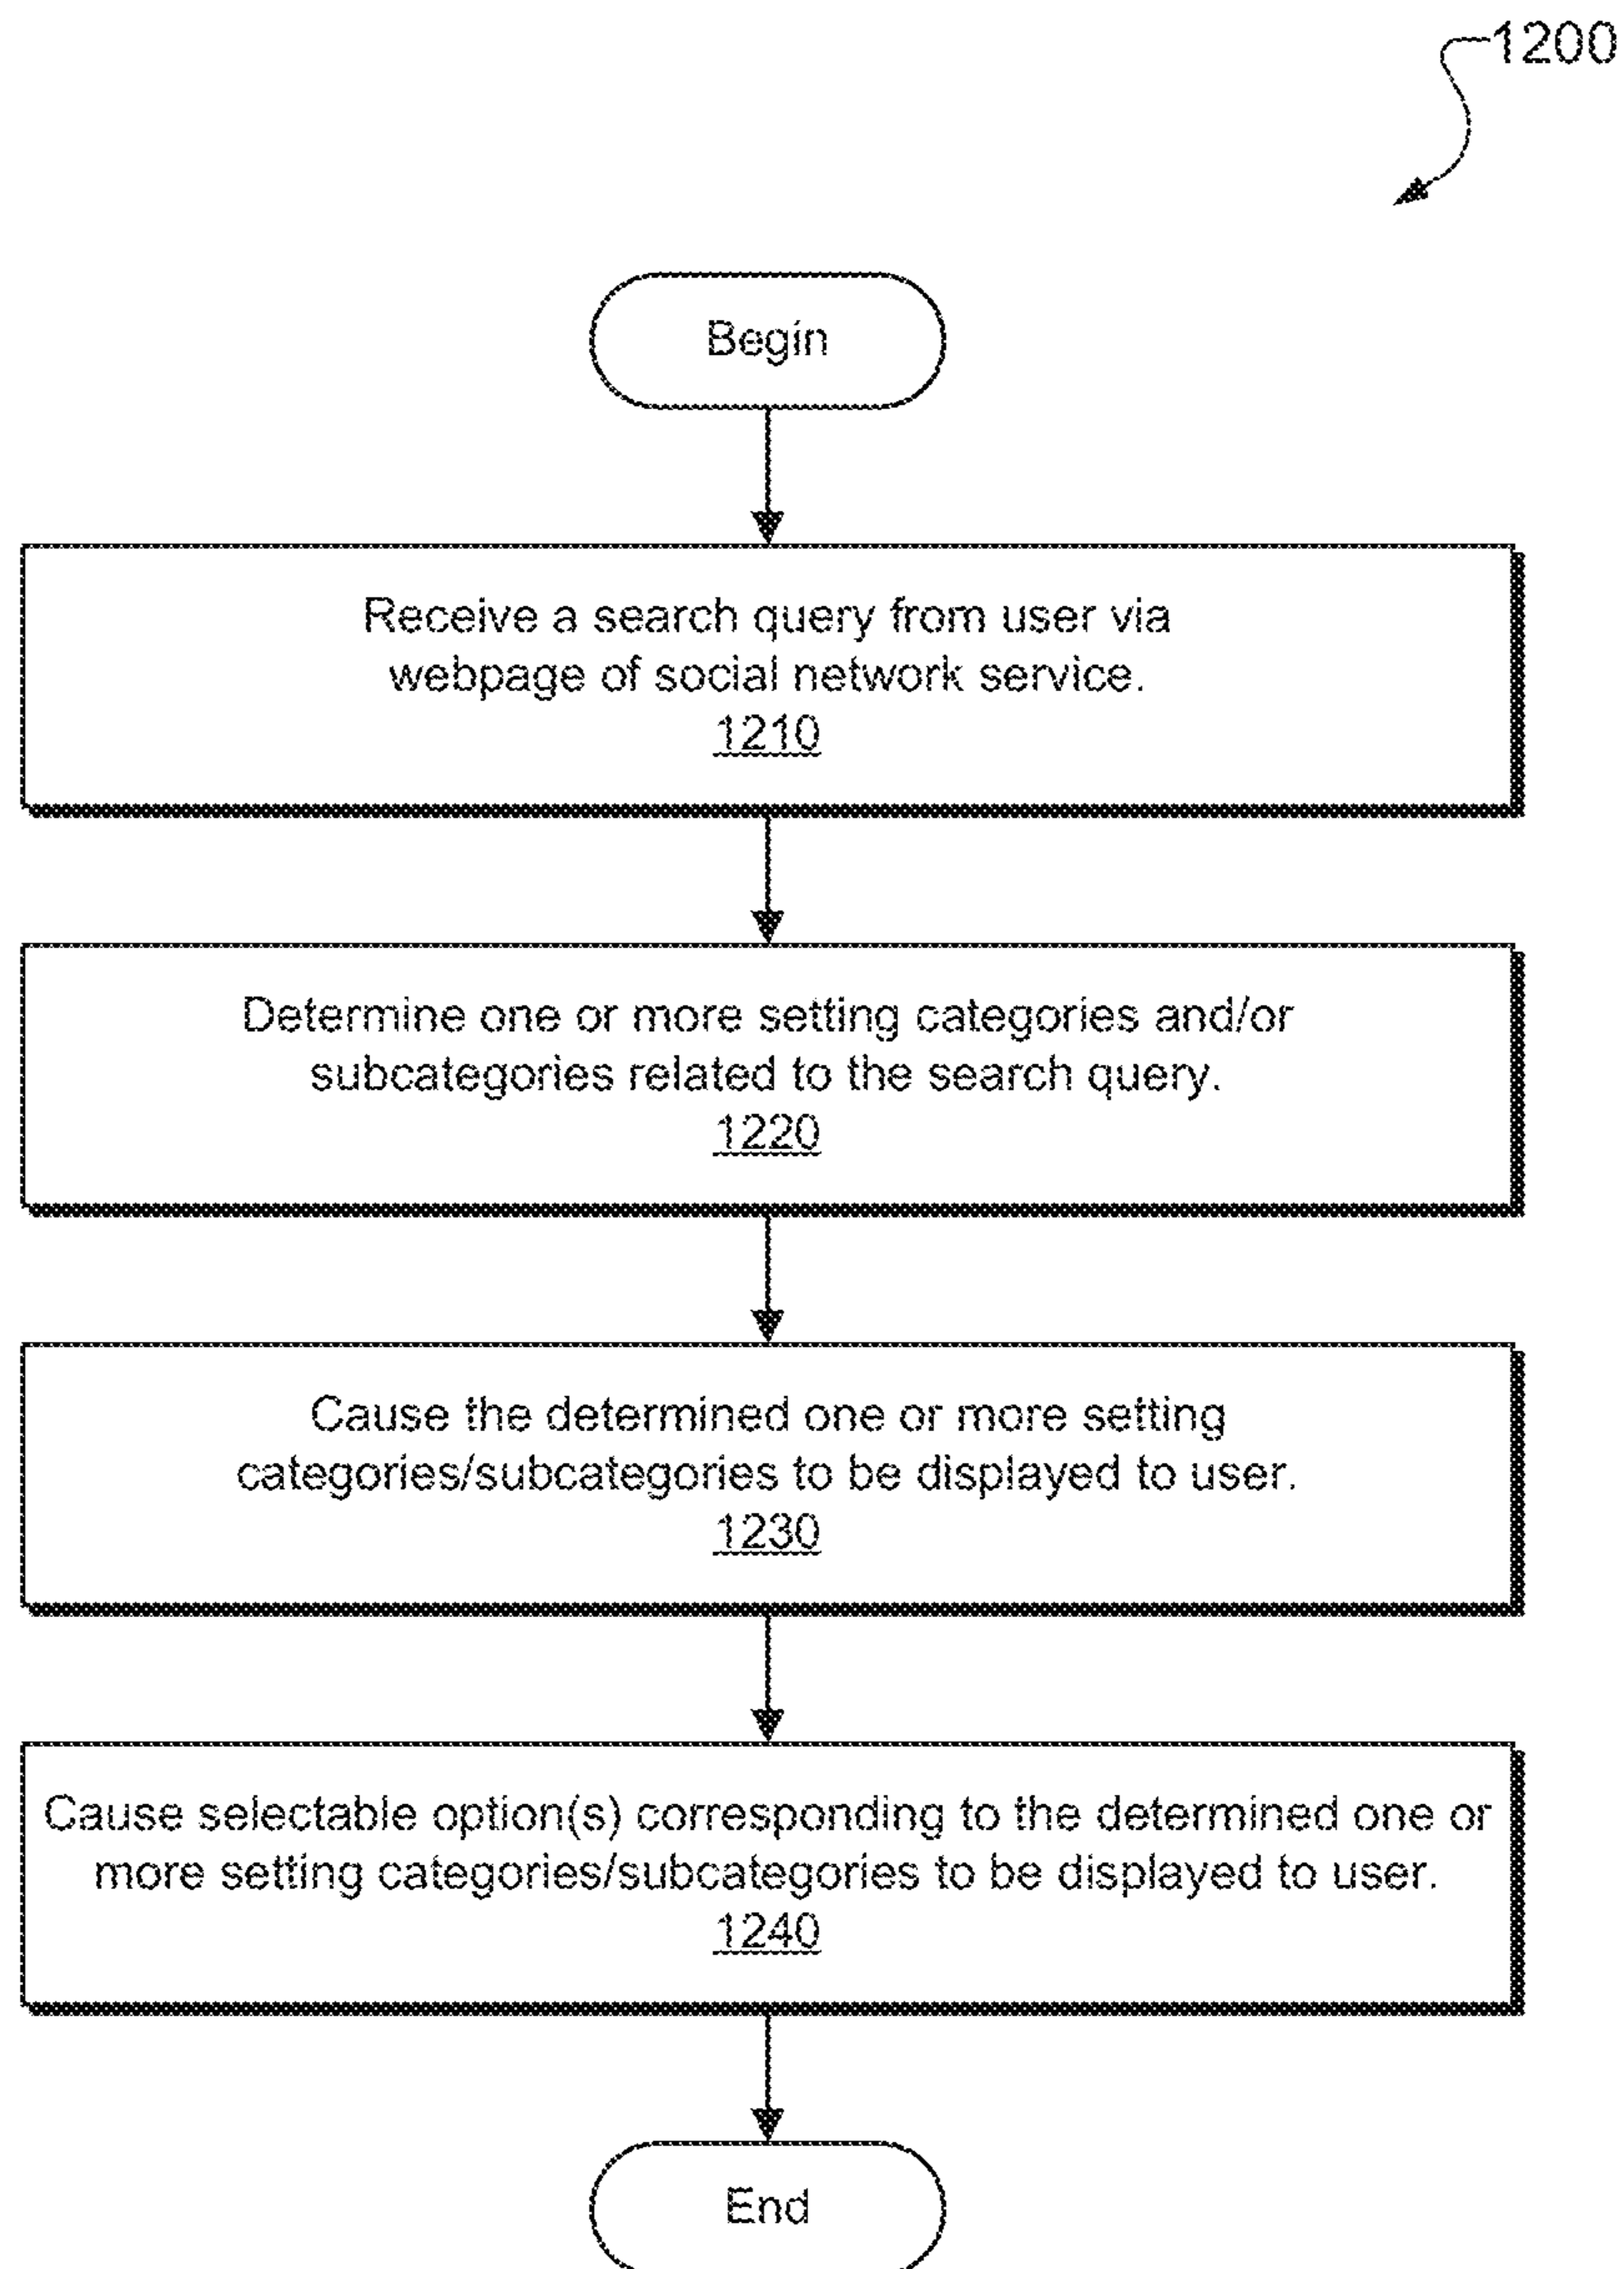 1200
Begin
Receive a search query from user via
webpage of social network service.
1210
Determine one or more setting categories and/or
subcategories related to the search query.
1220
Cause the determined one or more setting
categories/subcategories to be displayed to user.
1230
Cause selectable option(s) corresponding to the determined one or
more setting categories/subcategories to be displayed to user.
1240
End